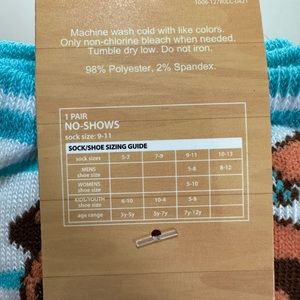 1006-12780LC-0421
Machine wash cold with like colors.
Only non-chlorine bleach when needed.
Tumble dry low. Do not iron.
98% Polyester, 2% Spandex.
1 PAIR
NO-SHOWS
sock size: 9-11
SOCK/SHOE SIZING GUIDE
sock sizes 5-7 7-9 9-11 10-13
MENS
shoe size 5-8 8-12
WOMENS
shoe size 5-10
KIDS/YOUTH
shoe size 6-10 10-4 5-8
age range 3y-5y 5y-7y 7y-12y